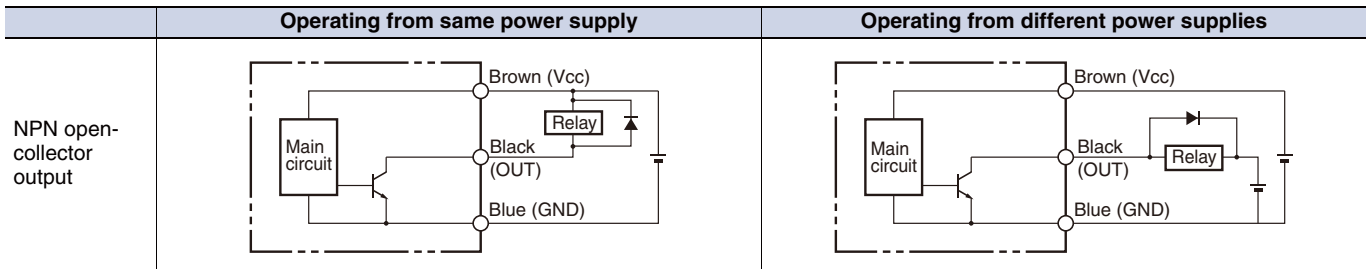 Operating from same power supply
Operating from different power supplies
NPN open-
collector
output
Main
circuit
Brown (Vcc)
Relay
Black
(OUT)
Blue (GND)
Main
circuit
Brown (Vcc)
Black
(OUT)
Relay
Blue (GND)